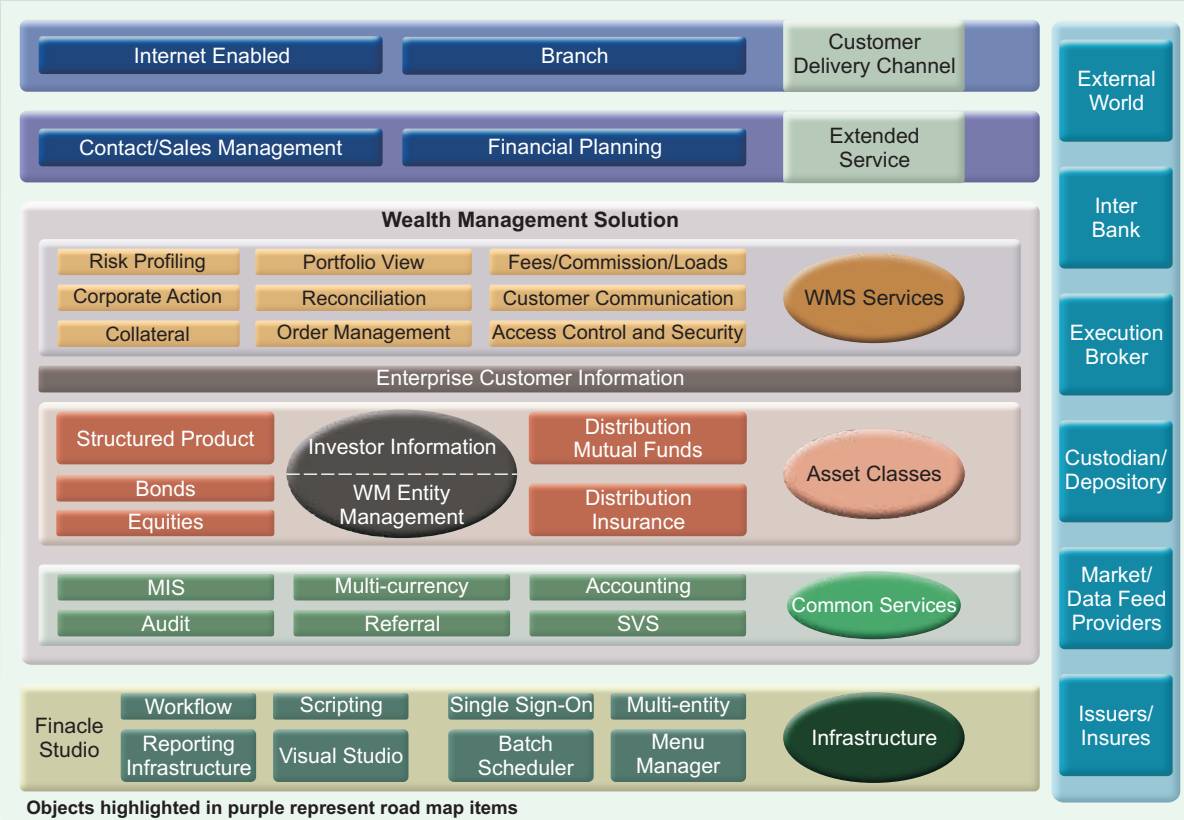 Internet Enabled
Branch
Customer
Delivery Channel
Contact/Sales Management
Financial Planning
Extended
Service
Wealth Management Solution
Risk Profiling
Portfolio View
Fees/Commission/Loads
Corporate Action
Reconciliation
Customer Communication
Collateral
Order Management
Access Control and Security
WMS Services
Enterprise Customer Information
Structured Product
Bonds
Equities
Investor Information
WM Entity
Management
Distribution
Mutual Funds
Distribution
Insurance
Asset Classes
MIS
Multi-currency
Accounting
Audit
Referral
SVS
Common Services
Finacle
Studio
Workflow
Scripting
Single Sign-On
Multi-entity
Reporting
Infrastructure
Visual Studio
Batch
Scheduler
Menu
Manager
Infrastructure
Objects highlighted in purple represent road map items
External
World
Inter
Bank
Execution
Broker
Custodian/
Depository
Market/
Data Feed
Providers
Issuers/
Insures